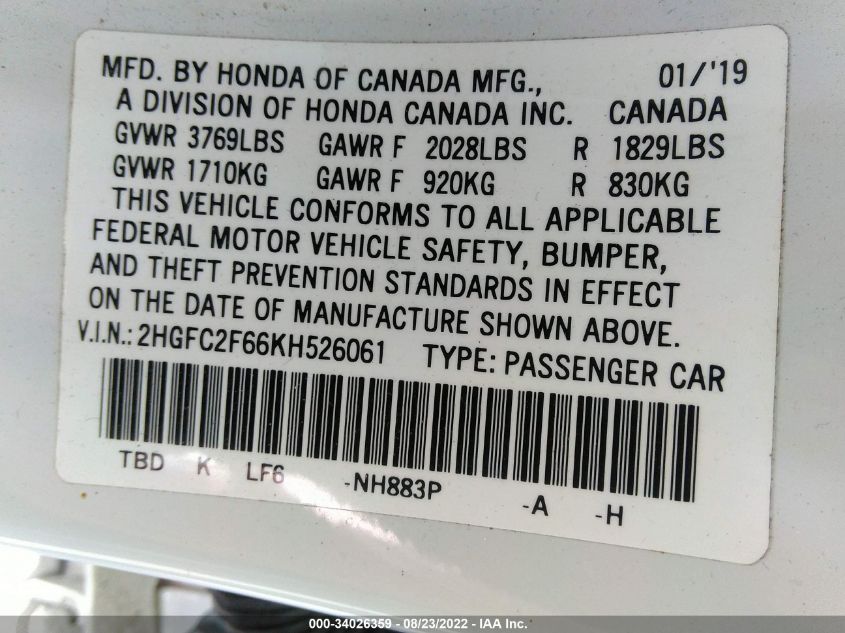 MFD. BY HONDA OF CANADA MFG., 01/'19
A DIVISION OF HONDA CANADA INC. CANADA
GVWR 3769LBS GAWR F 2028LBS R 1829LBS
GVWR 1710KG GAWR F 920KG R 830KG
THIS VEHICLE CONFORMS TO ALL APPLICABLE
FEDERAL MOTOR VEHICLE SAFETY, BUMPER,
AND THEFT PREVENTION STANDARDS IN EFFECT
ON THE DATE OF MANUFACTURE SHOWN ABOVE.
V.I.N.: 2HGFC2F66KH526061 TYPE: PASSENGER CAR
TBD K LF6 -NH883P -A -H
000-34026359 - 08/23/2022 - IAA Inc.